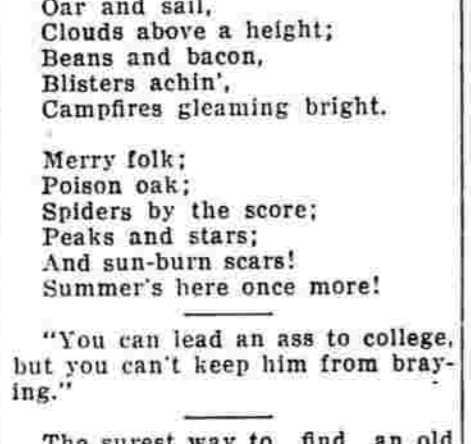 Oar and sail,
Clouds above a height;
Beans and bacon,
Blisters achin',
Campfires gleaming bright.
Merry folk;
Poison oak;
Spiders by the score;
Peaks and stars;
And sun-burn scars!
Summer's here once more!
"You can lead an ass to college,
but you can't keep him from bray-
ing."
The surest way to find an old